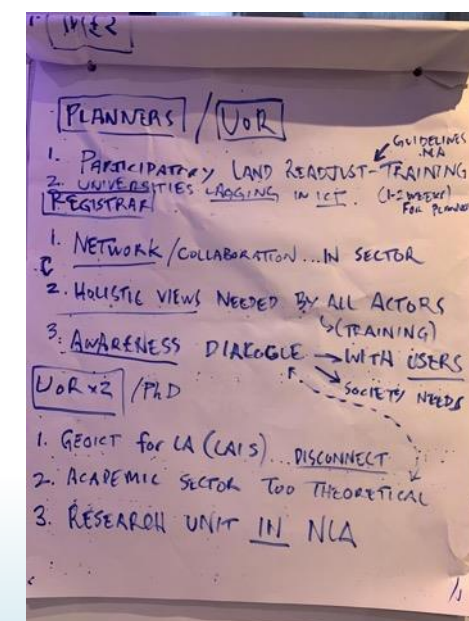 PLANNERS / UOR
GUIDELINES
MA
1. PARTICIPATORY LAND READJUST - TRAINING
2. UNIVERSITIES LAGGING IN ICT. (1-2 WEEKS)
FOR PLANNERS
REGISTRAR
1. NETWORK/COLLABORATION... IN SECTOR
2. HOLISTIC VIEWS NEEDED BY ALL ACTORS
(TRAINING)
3. AWARENESS DIALOGUE → WITH USERS
SOCIETY NEEDS
UOR x2 / PhD
1. GEOICT for LA (LAIS)... DISCONNECT
2. ACADEMIC SECTOR TOO THEORETICAL
3. RESEARCH UNIT IN NLA